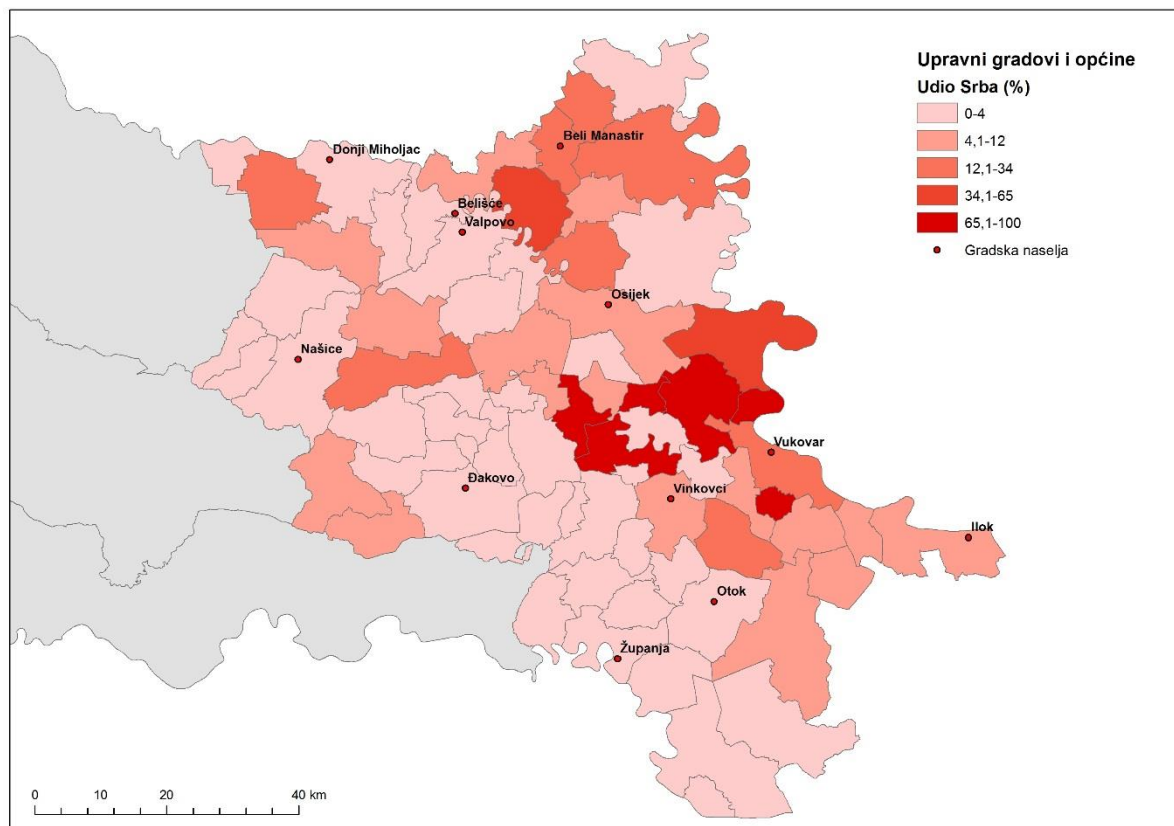 Upravni gradovi i općine
Udio Srba (%)
0-4
4,1-12
12,1-34
34,1-65
65,1-100
Gradska naselja
Beli Manastir
Donji Miholjac
Belišće
Valpovo
Osijek
Našice
Vukovar
Đakovo
Vinkovci
Ilok
Otok
Županja
0 20 40 km